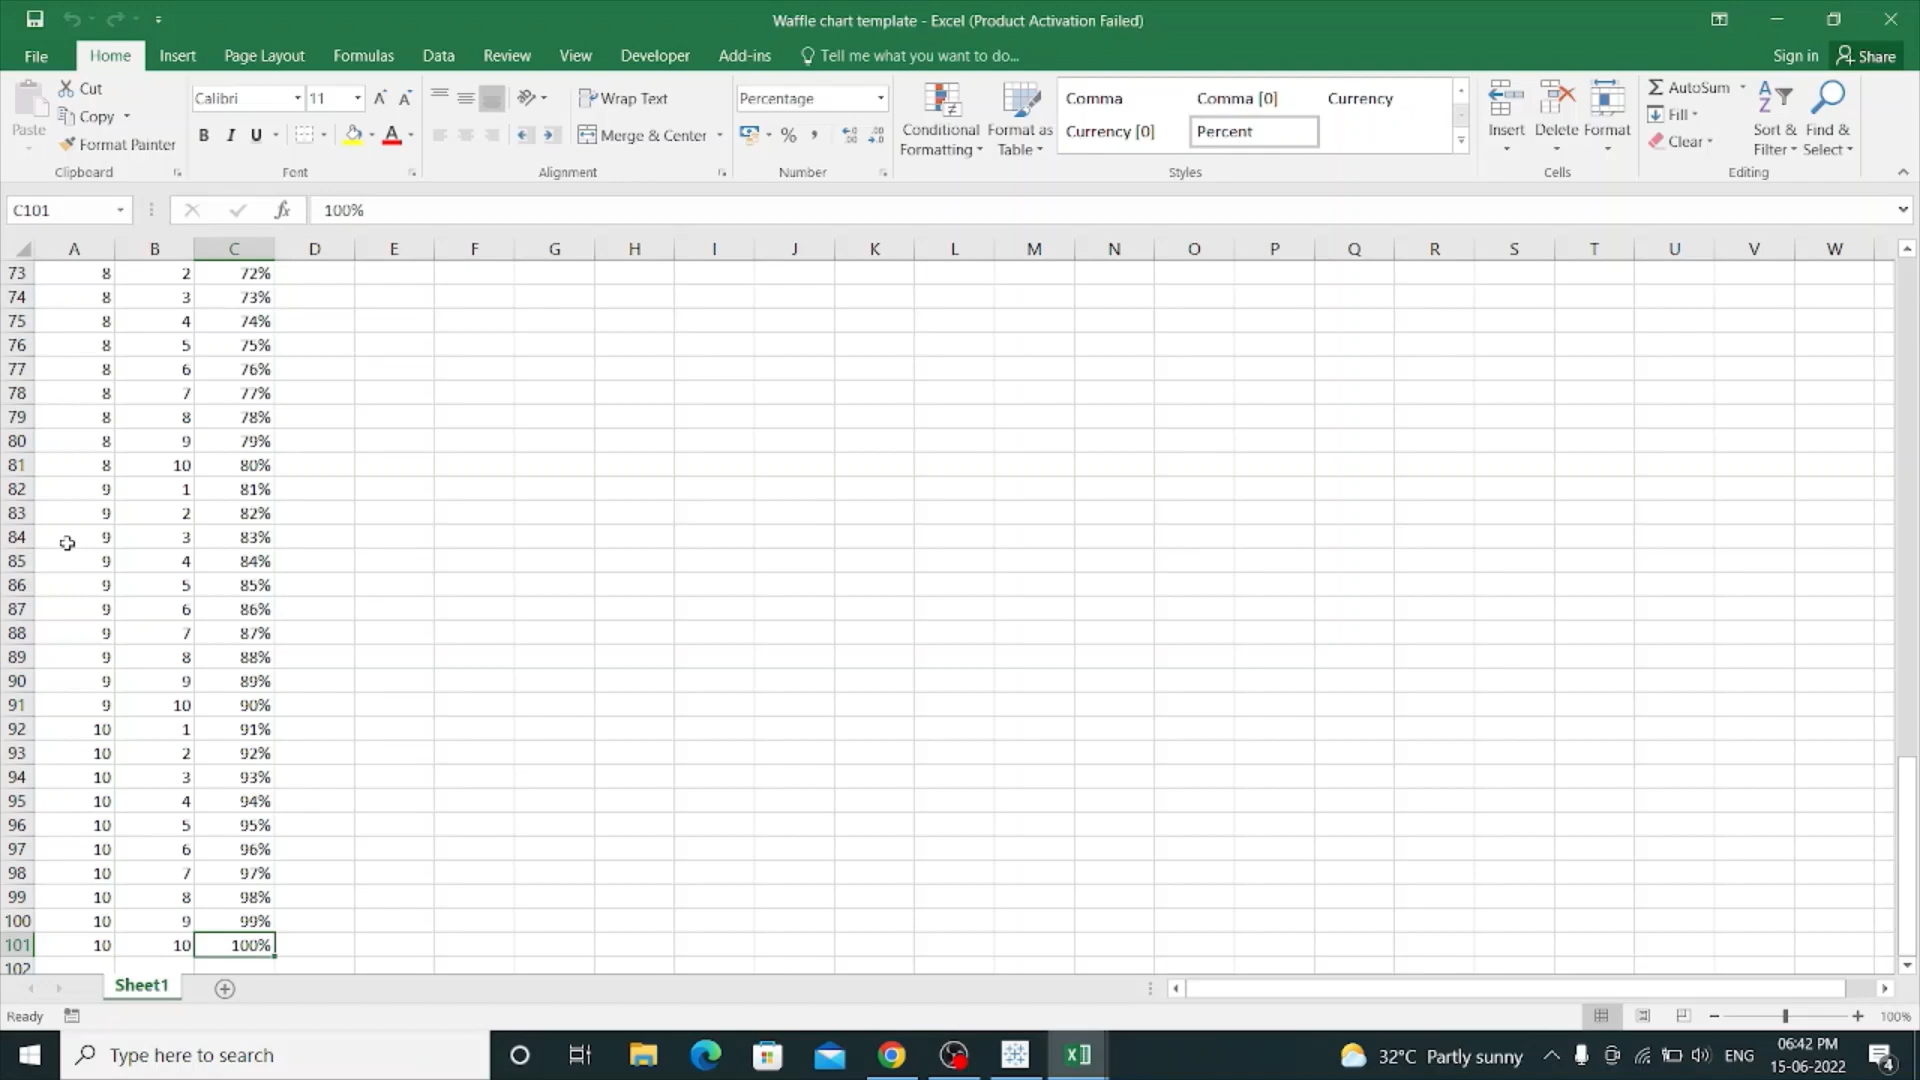 Waffle chart template - Excel (Product Activation Failed)
File Home Insert Page Layout Formulas Data Review View Developer Add-ins Tell me what you want to do... Sign in Share
Paste Cut Copy Format Painter
Clipboard
Calibri 11
B I U A
Font
Wrap Text
Merge & Center
Alignment
Percentage
%
Number
Conditional Formatting
Format as Table
Comma Comma [0] Currency
Currency [0] Percent
Styles
Insert Delete Format
Cells
AutoSum
Fill
Clear
Sort & Filter
Find & Select
Editing
C101 fx 100%
A B C D E F G H I J K L M N O P Q R S T U V W
73 8 2 72%
74 8 3 73%
75 8 4 74%
76 8 5 75%
77 8 6 76%
78 8 7 77%
79 8 8 78%
80 8 9 79%
81 8 10 80%
82 9 1 81%
83 9 2 82%
84 9 3 83%
85 9 4 84%
86 9 5 85%
87 9 6 86%
88 9 7 87%
89 9 8 88%
90 9 9 89%
91 9 10 90%
92 10 1 91%
93 10 2 92%
94 10 3 93%
95 10 4 94%
96 10 5 95%
97 10 6 96%
98 10 7 97%
99 10 8 98%
100 10 9 99%
101 10 10 100%
102
Sheet1
Ready 100%
Type here to search 32°C Partly sunny ENG 06:42 PM
15-06-2022 4